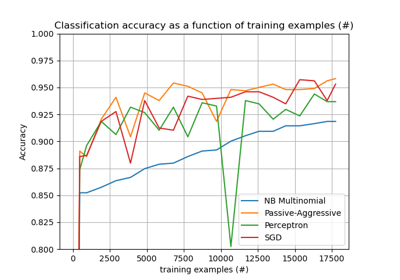 Classification accuracy as a function of training examples (#)
1.000
0.975
0.950
0.925
0.900
0.875
0.850
0.825
0.800
Accuracy
NB Multinomial
Passive-Aggressive
Perceptron
SGD
0 2500 5000 7500 10000 12500 15000 17500
training examples (#)